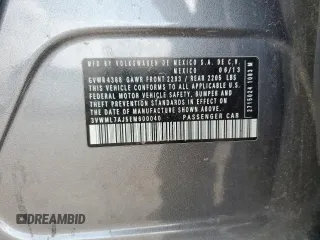 MFD. BY VOLKSWAGEN DE MEXICO S.A. DE C.V.
MEXICO 06/13
GVWR 4388 GAWR FRONT 2293 / REAR 2205 LBS
THIS VEHICLE CONFORMS TO ALL APPLICABLE
FEDERAL MOTOR VEHICLE SAFETY, BUMPER AND
THEFT PREVENTION STANDARDS IN EFFECT ON THE
DATE OF MANUFACTURE SHOWN ABOVE.
3VWML7AJ5EM600040 PASSENGER CAR
DREAMBID